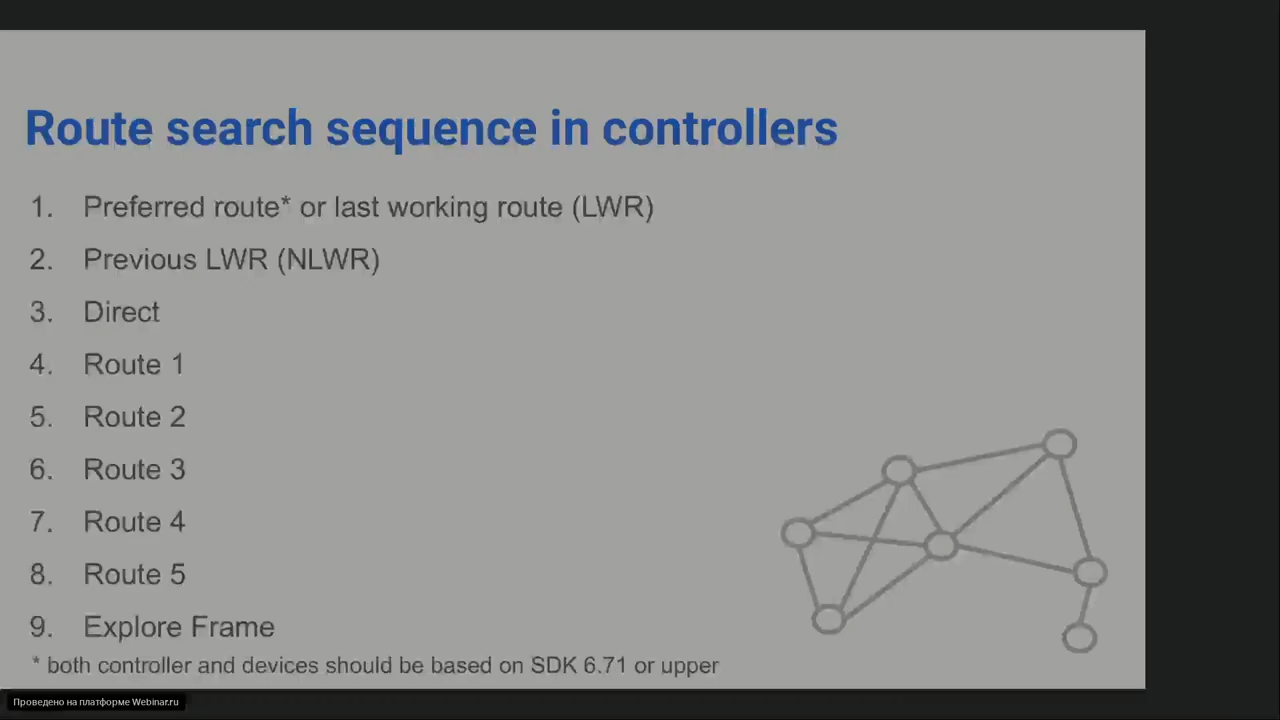 Route search sequence in controllers
1. Preferred route* or last working route (LWR)
2. Previous LWR (NLWR)
3. Direct
4. Route 1
5. Route 2
6. Route 3
7. Route 4
8. Route 5
9. Explore Frame
* both controller and devices should be based on SDK 6.71 or upper
Проведено на платформе Webinar.ru